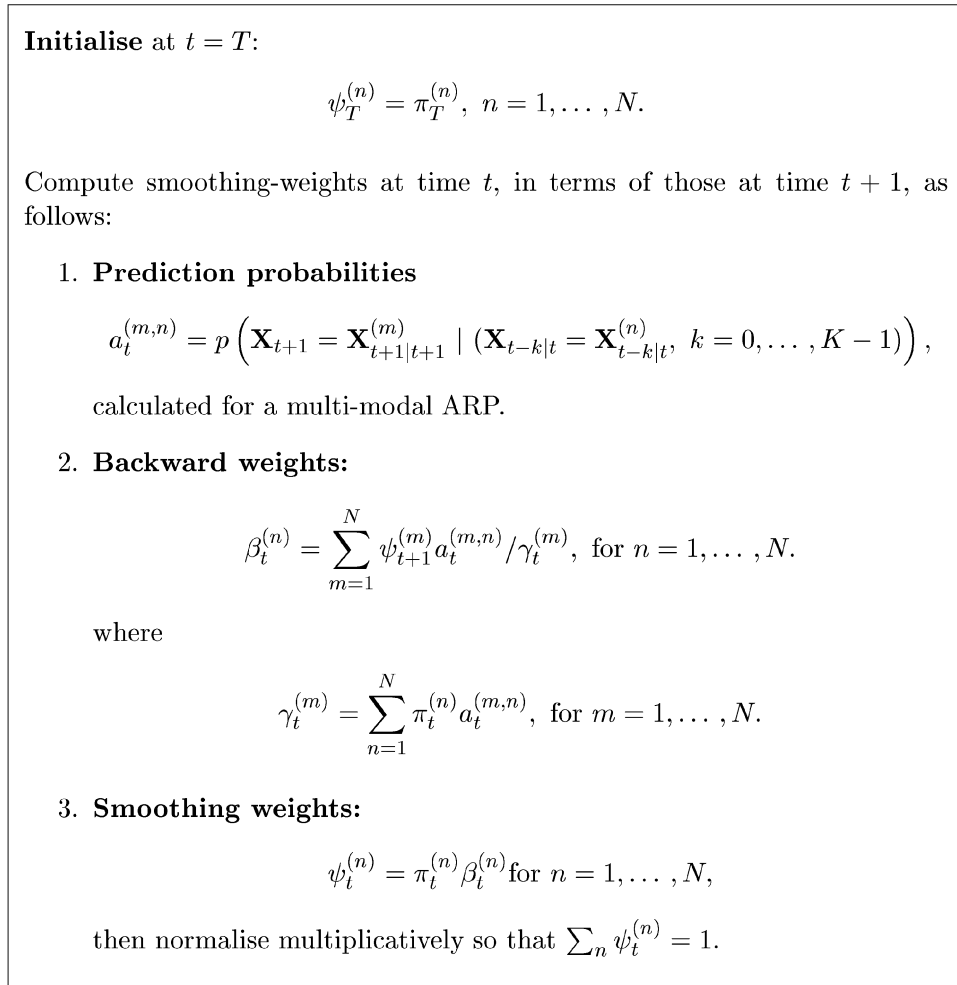 Initialise at t = T:
ψ_T^{(n)} = π_T^{(n)}, n = 1, . . . , N.
Compute smoothing-weights at time t, in terms of those at time t + 1, as
follows:
1. Prediction probabilities
a_t^{(m,n)} = p ( X_{t+1} = X_{t+1|t+1}^{(m)} | (X_{t−k|t} = X_{t−k|t}^{(n)}, k = 0, . . . , K − 1) ) ,
calculated for a multi-modal ARP.
2. Backward weights:
β_t^{(n)} = ∑_{m=1}^{N} ψ_{t+1}^{(m)} a_t^{(m,n)} / γ_t^{(m)}, for n = 1, . . . , N.
where
γ_t^{(m)} = ∑_{n=1}^{N} π_t^{(n)} a_t^{(m,n)}, for m = 1, . . . , N.
3. Smoothing weights:
ψ_t^{(n)} = π_t^{(n)} β_t^{(n)} for n = 1, . . . , N,
then normalise multiplicatively so that ∑_n ψ_t^{(n)} = 1.